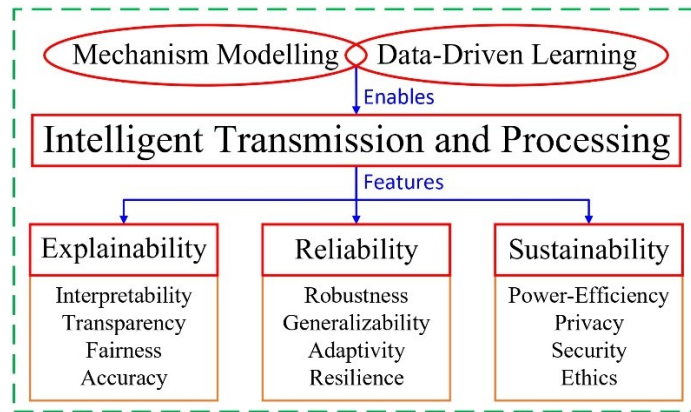 Mechanism Modelling Data-Driven Learning
Enables
Intelligent Transmission and Processing
Features
Explainability Reliability Sustainability
Interpretability Robustness Power-Efficiency
Transparency Generalizability Privacy
Fairness Adaptivity Security
Accuracy Resilience Ethics